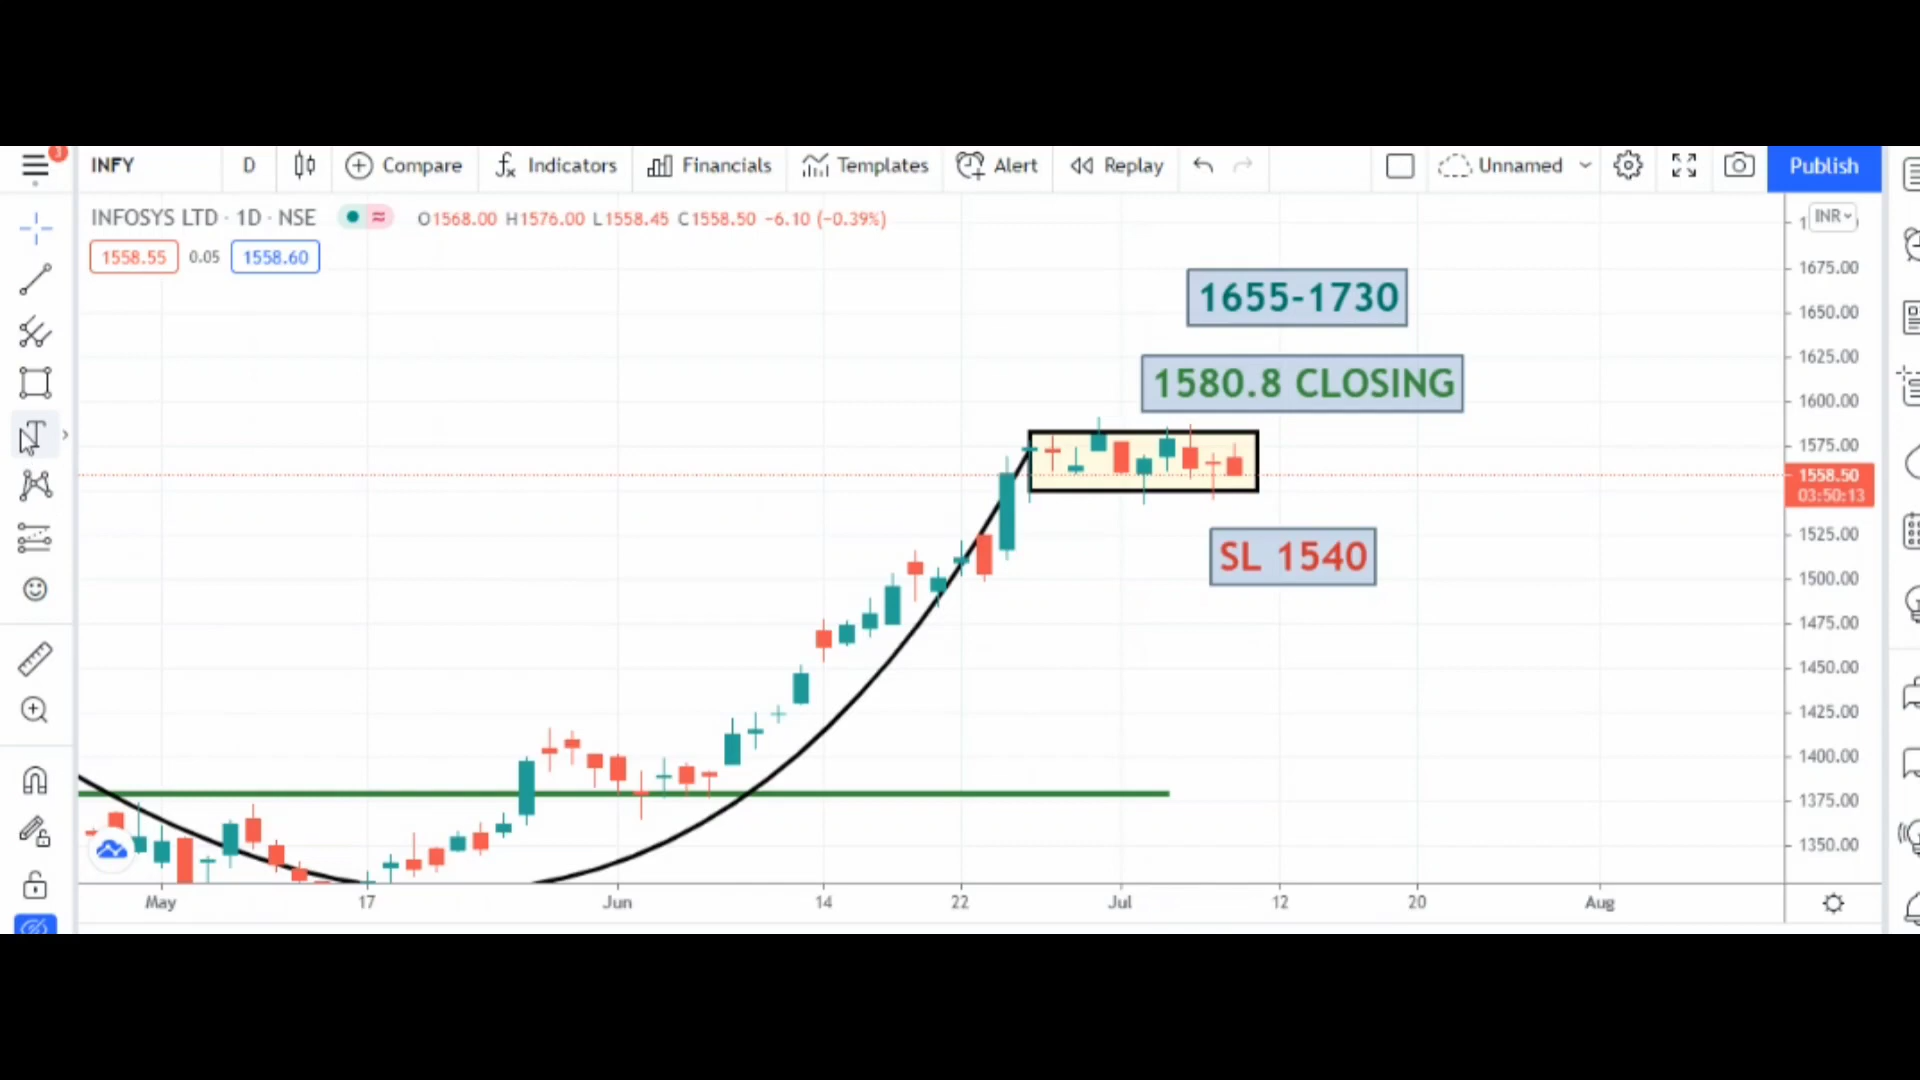 3
INFY D Compare Indicators Financials Templates Alert Replay Unnamed Publish
INFOSYS LTD · 1D · NSE O1568.00 H1576.00 L1558.45 C1558.50 −6.10 (−0.39%)
INR
1558.55 0.05 1558.60
1675.00
1655-1730
1650.00
1625.00
1580.8 CLOSING
1600.00
1575.00
1558.50
03:50:13
1525.00
SL 1540
1500.00
1475.00
1450.00
1425.00
1400.00
1375.00
1350.00
May 17 Jun 14 22 Jul 12 20 Aug